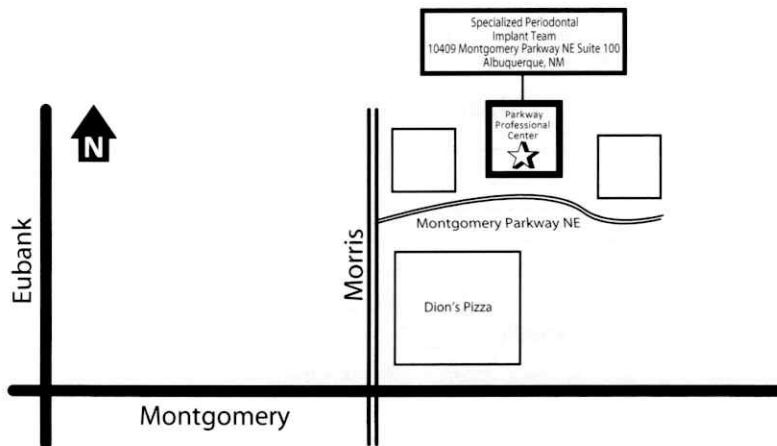 Specialized Periodontal
Implant Team
10409 Montgomery Parkway NE Suite 100
Albuquerque, NM
Parkway
Professional
Center
N
Montgomery Parkway NE
Eubank
Morris
Dion's Pizza
Montgomery